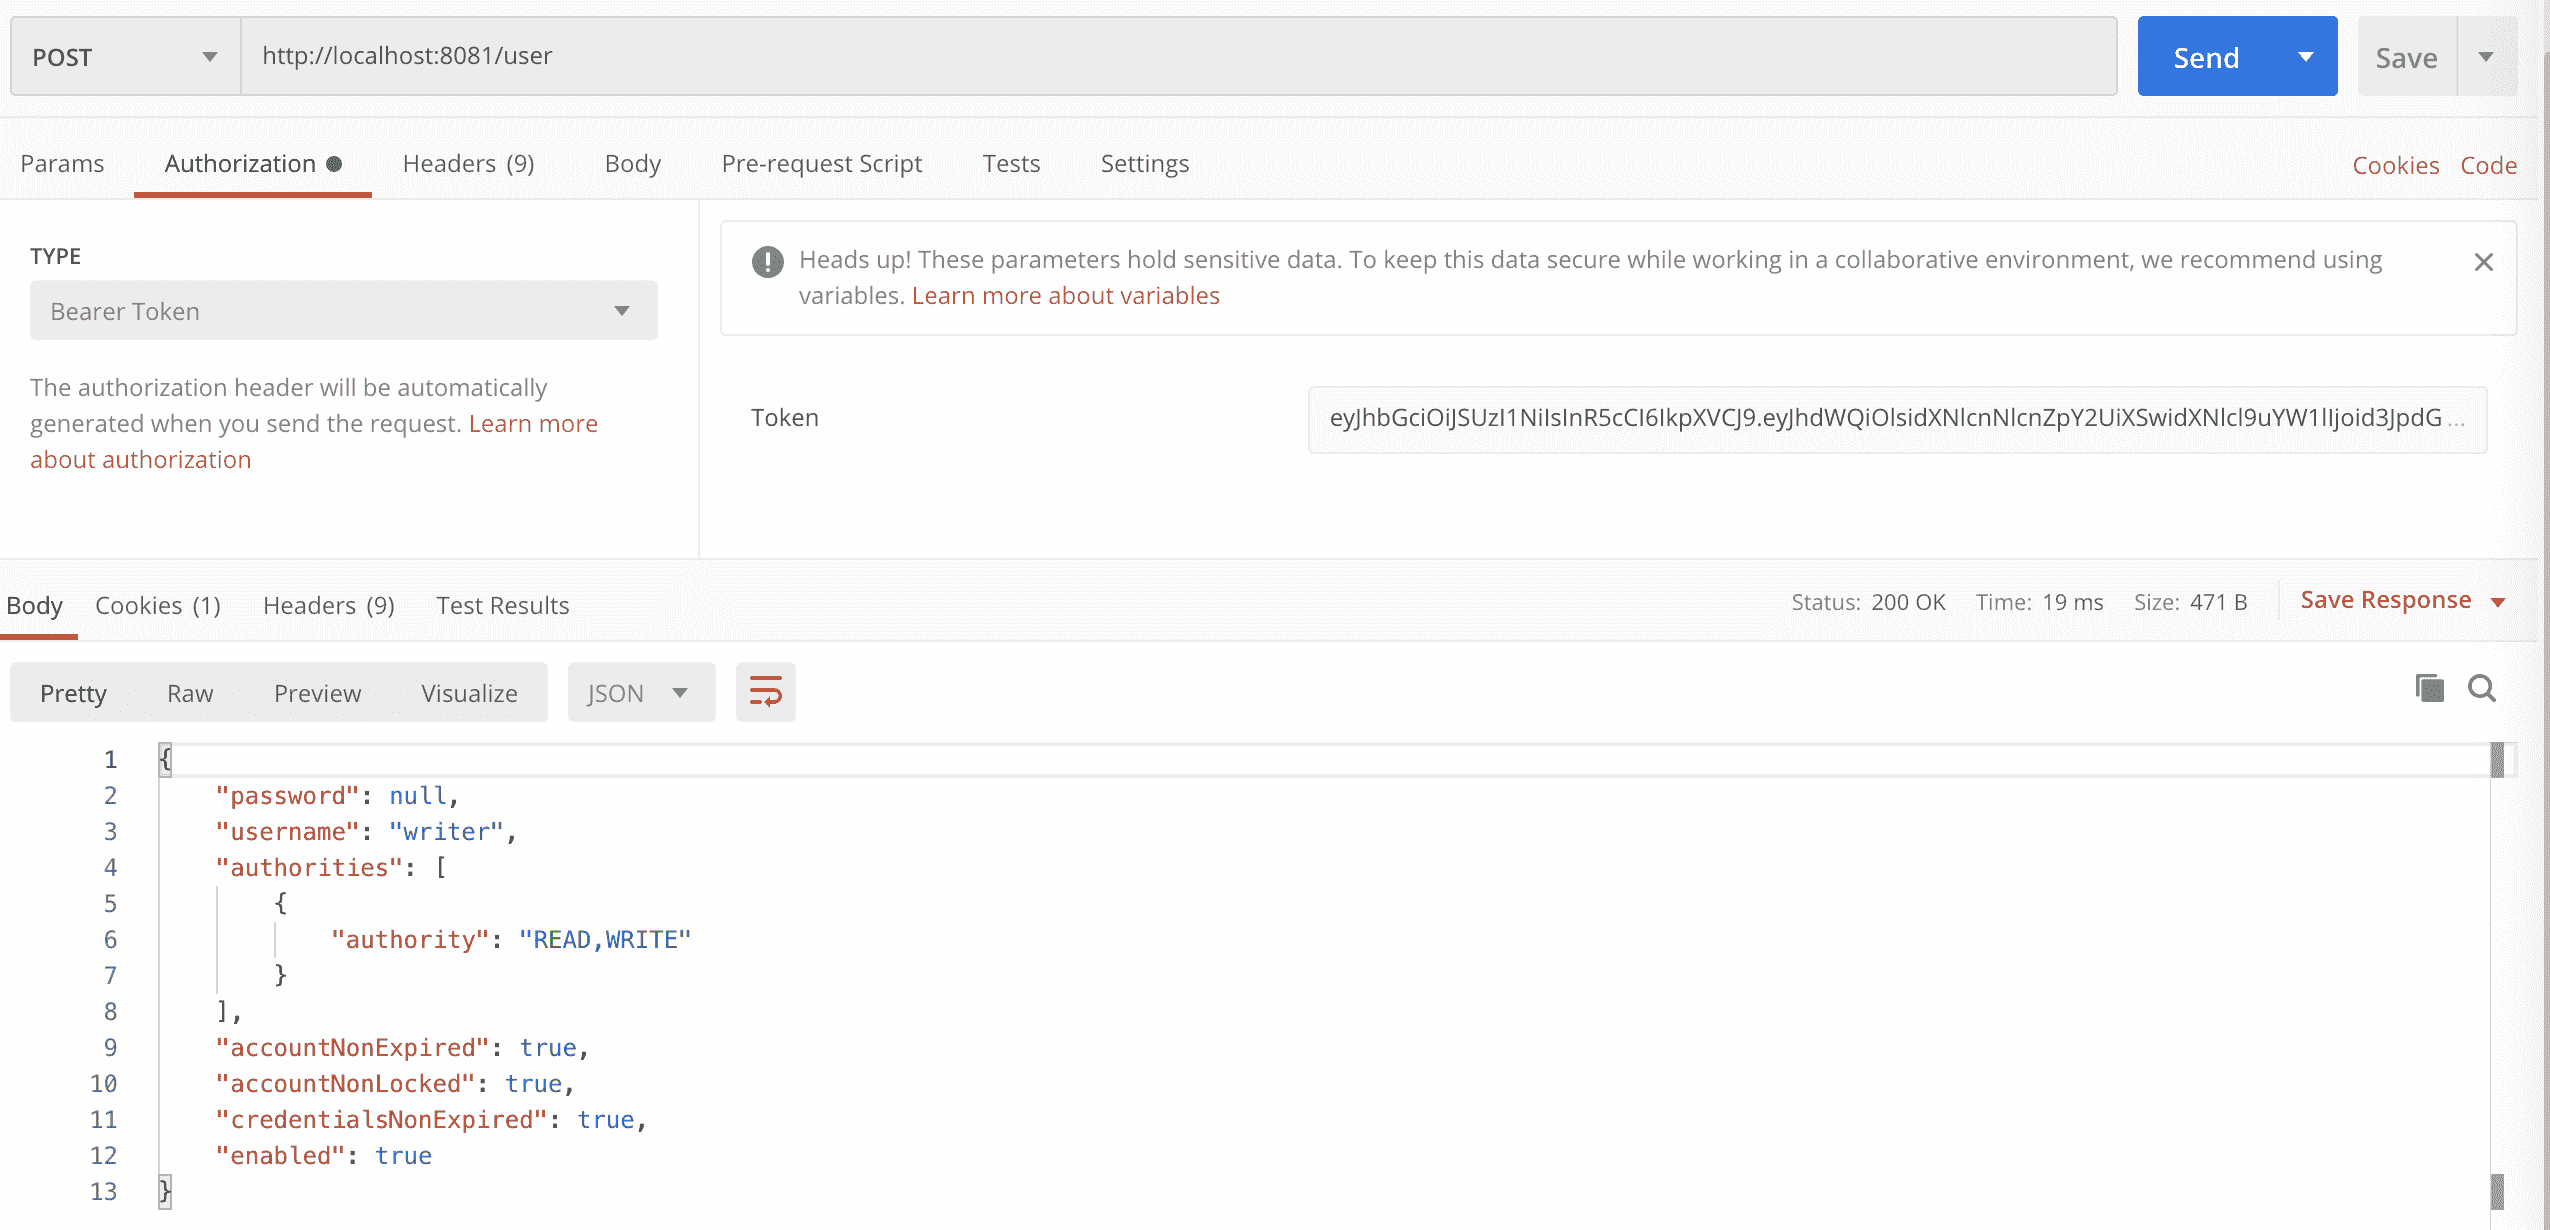 POST http://localhost:8081/user Send Save
Params Authorization Headers (9) Body Pre-request Script Tests Settings Cookies Code
TYPE
Bearer Token
The authorization header will be automatically
generated when you send the request. Learn more
about authorization
Heads up! These parameters hold sensitive data. To keep this data secure while working in a collaborative environment, we recommend using
variables. Learn more about variables
Token eyJhbGciOiJSUzI1NiIsInR5cCI6IkpXVCJ9.eyJhdWQiOlsidXNlcnNlcnZpY2UiXSwidXNlcl9uYW1lIjoid3JpdG ...
Body Cookies (1) Headers (9) Test Results Status: 200 OK Time: 19 ms Size: 471 B Save Response
Pretty Raw Preview Visualize JSON
1 {
2 "password": null,
3 "username": "writer",
4 "authorities": [
5 {
6 "authority": "READ,WRITE"
7 }
8 ],
9 "accountNonExpired": true,
10 "accountNonLocked": true,
11 "credentialsNonExpired": true,
12 "enabled": true
13 }